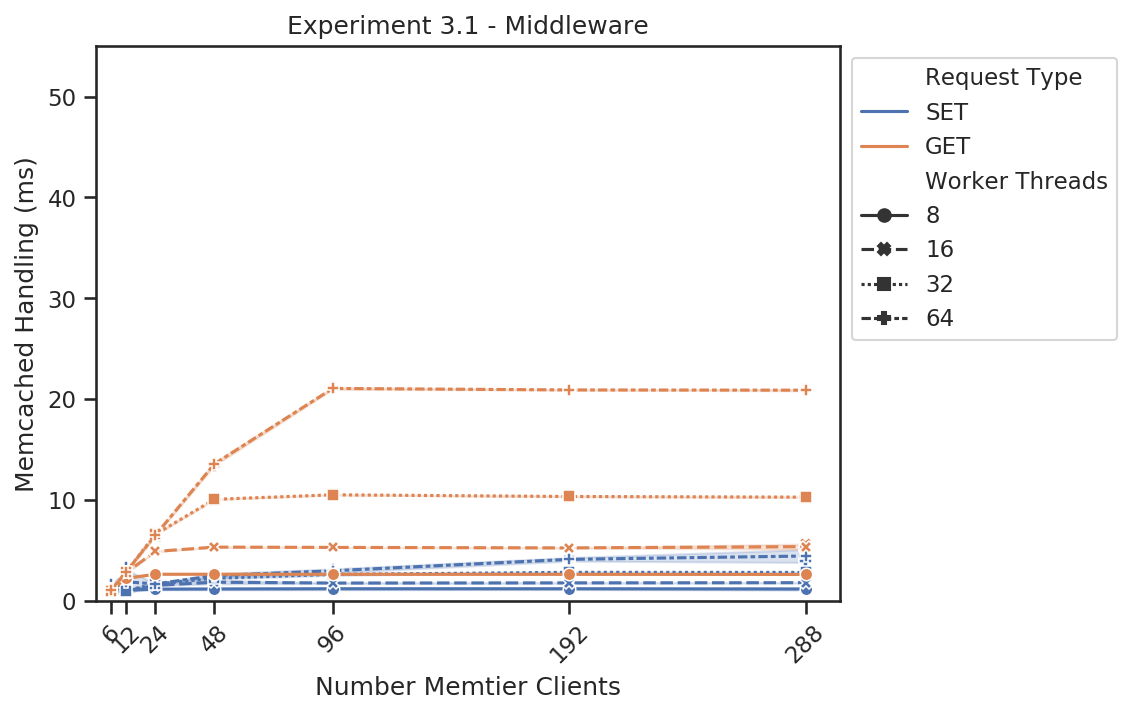 Experiment 3.1 - Middleware
Memcached Handling (ms)
50
40
30
20
10
0
6
12
24
48
96
192
288
Number Memtier Clients
Request Type
SET
GET
Worker Threads
8
16
32
64